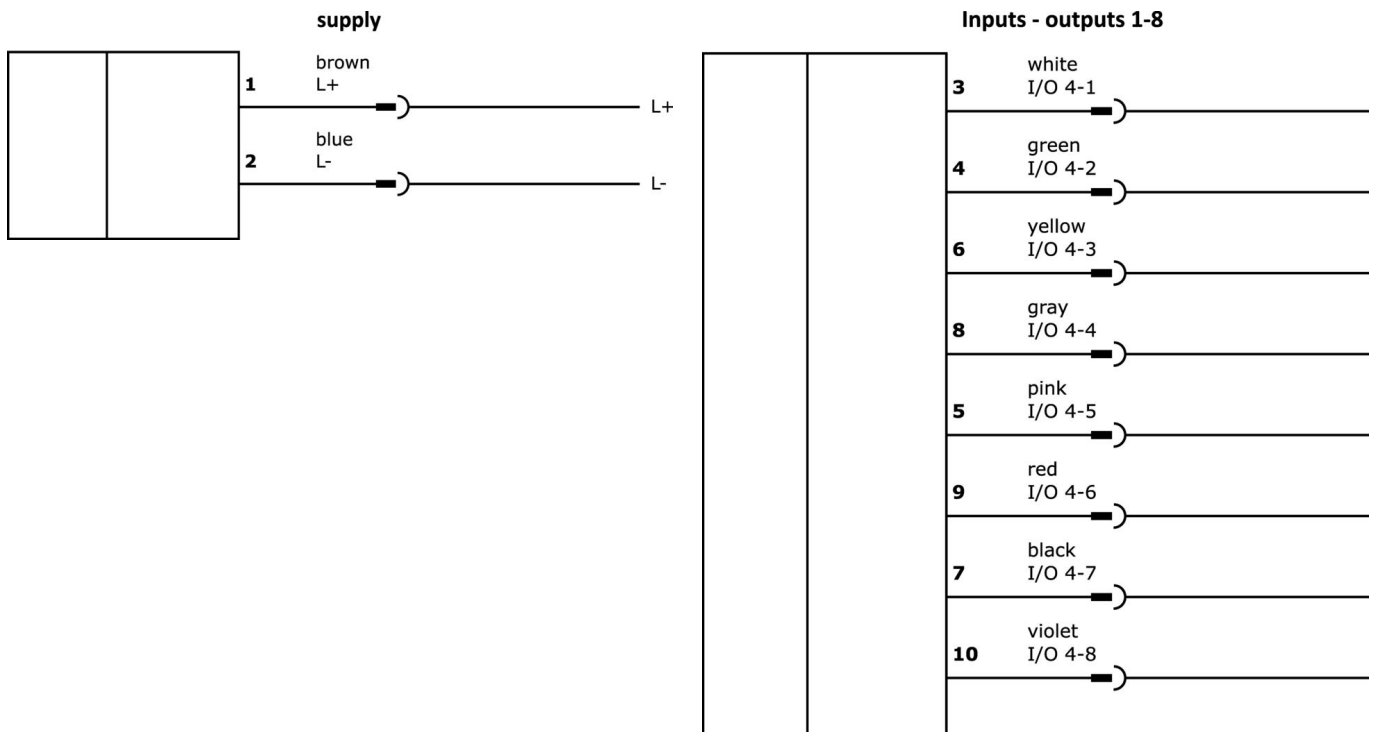 supply
brown
1 L+
L+
blue
2 L-
L-
Inputs - outputs 1-8
white
3 I/O 4-1
green
4 I/O 4-2
yellow
6 I/O 4-3
gray
8 I/O 4-4
pink
5 I/O 4-5
red
9 I/O 4-6
black
7 I/O 4-7
violet
10 I/O 4-8